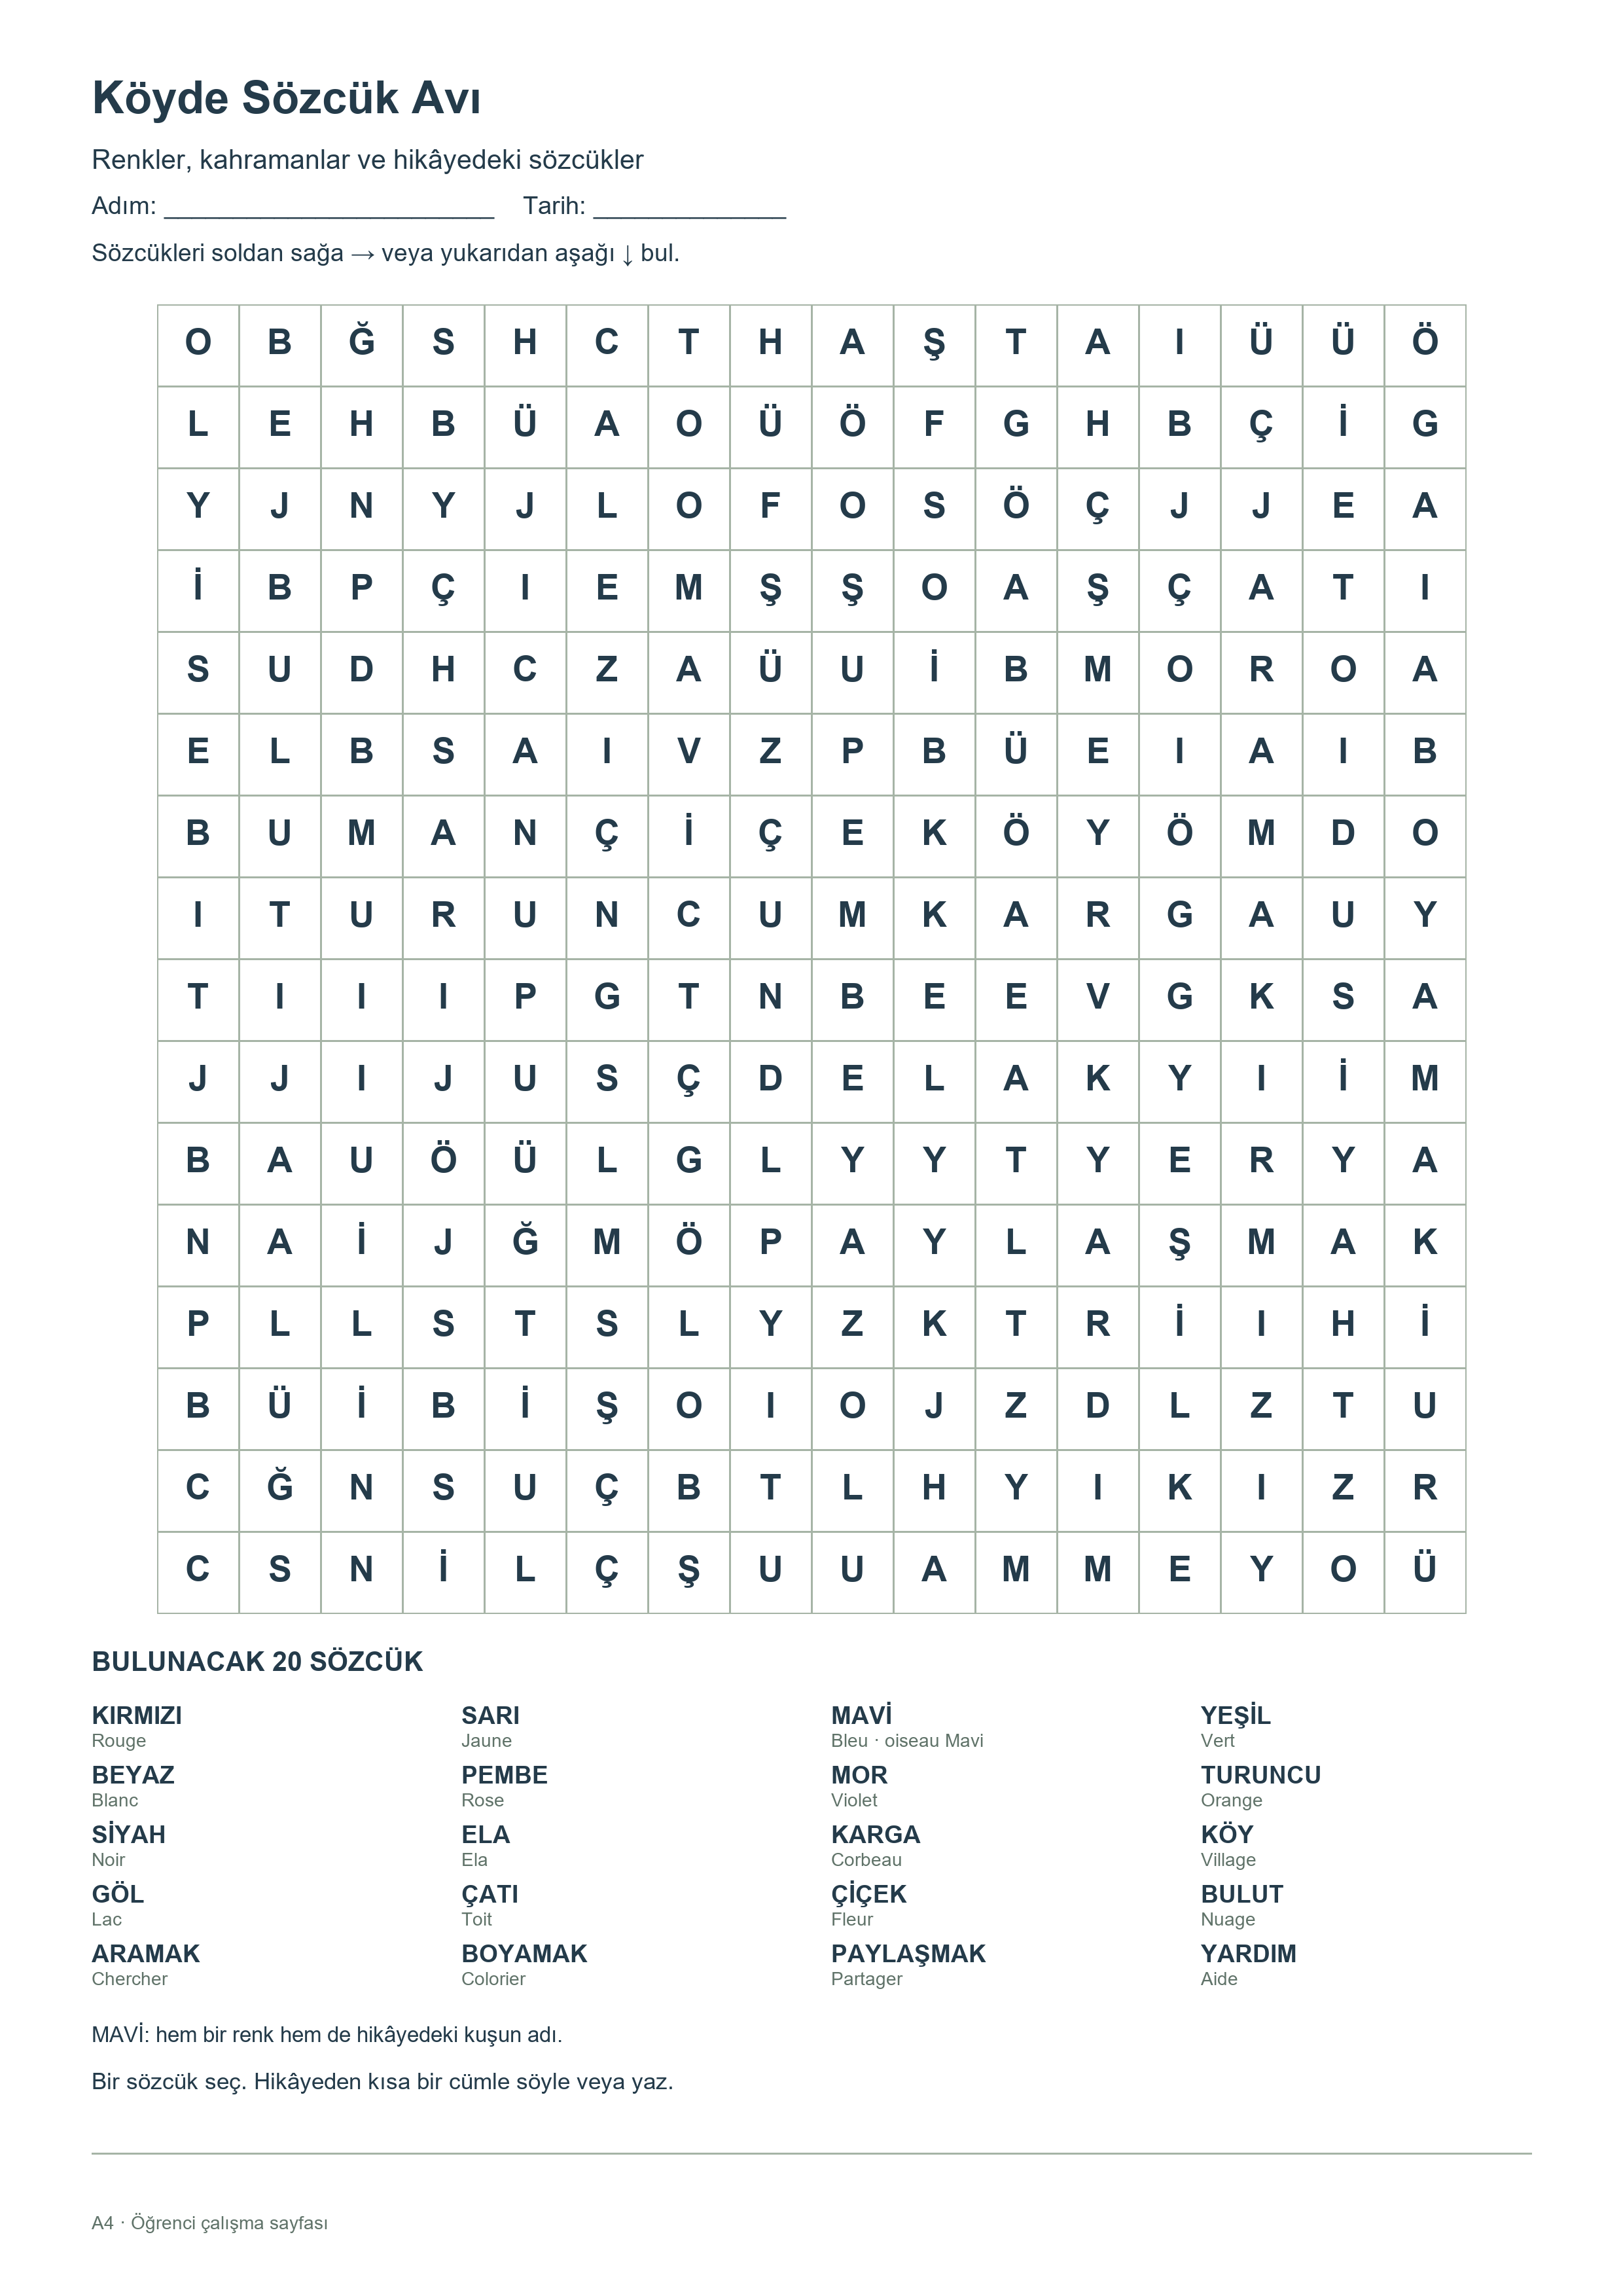 Köyde Sözcük Avı
Renkler, kahramanlar ve hikâyedeki sözcükler
Adım: ________________________ Tarih: ______________
Sözcükleri soldan sağa → veya yukarıdan aşağı ↓ bul.
O B Ğ S H C T H A Ş T A I Ü Ü Ö
L E H B Ü A O Ü Ö F G H B Ç İ G
Y J N Y J L O F O S Ö Ç J J E A
İ B P Ç I E M Ş Ş O A Ş Ç A T I
S U D H C Z A Ü U İ B M O R O A
E L B S A I V Z P B Ü E I A I B
B U M A N Ç İ Ç E K Ö Y Ö M D O
I T U R U N C U M K A R G A U Y
T I I I P G T N B E E V G K S A
J J I J U S Ç D E L A K Y I İ M
B A U Ö Ü L G L Y Y T Y E R Y A
N A İ J Ğ M Ö P A Y L A Ş M A K
P L L S T S L Y Z K T R İ I H İ
B Ü İ B İ Ş O I O J Z D L Z T U
C Ğ N S U Ç B T L H Y I K I Z R
C S N İ L Ç Ş U U A M M E Y O Ü
BULUNACAK 20 SÖZCÜK
KIRMIZI SARI MAVİ YEŞİL
Rouge Jaune Bleu · oiseau Mavi Vert
BEYAZ PEMBE MOR TURUNCU
Blanc Rose Violet Orange
SİYAH ELA KARGA KÖY
Noir Ela Corbeau Village
GÖL ÇATI ÇİÇEK BULUT
Lac Toit Fleur Nuage
ARAMAK BOYAMAK PAYLAŞMAK YARDIM
Chercher Colorier Partager Aide
MAVİ: hem bir renk hem de hikâyedeki kuşun adı.
Bir sözcük seç. Hikâyeden kısa bir cümle söyle veya yaz.
A4 · Öğrenci çalışma sayfası